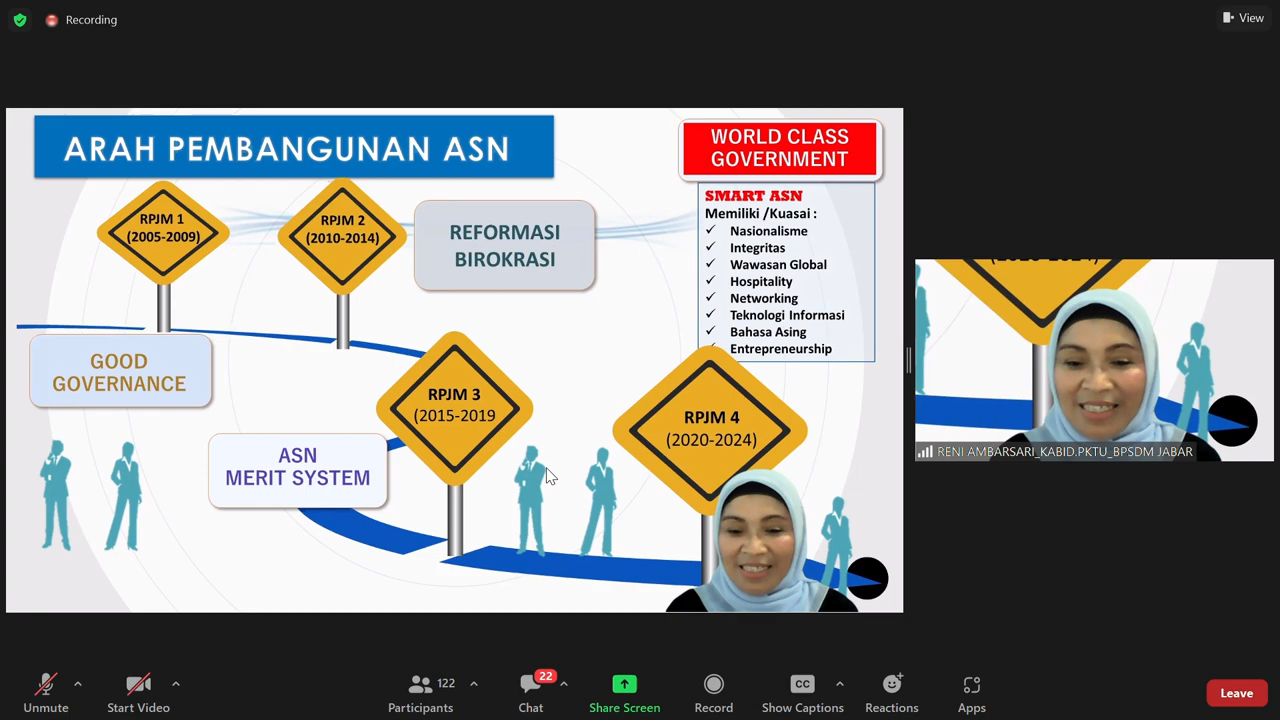 Recording
View
ARAH PEMBANGUNAN ASN
WORLD CLASS
GOVERNMENT
SMART ASN
Memiliki /Kuasai :
✓ Nasionalisme
✓ Integritas
✓ Wawasan Global
✓ Hospitality
✓ Networking
✓ Teknologi Informasi
✓ Bahasa Asing
✓ Entrepreneurship
RPJM 1
(2005-2009)
RPJM 2
(2010-2014)
REFORMASI
BIROKRASI
GOOD
GOVERNANCE
RPJM 3
(2015-2019
RPJM 4
(2020-2024)
ASN
MERIT SYSTEM
(2020-2024)
RENI AMBARSARI_KABID.PKTU_BPSDM JABAR
Unmute
Start Video
122
Participants
22
Chat
Share Screen
Record
CC
Show Captions
Reactions
Apps
Leave